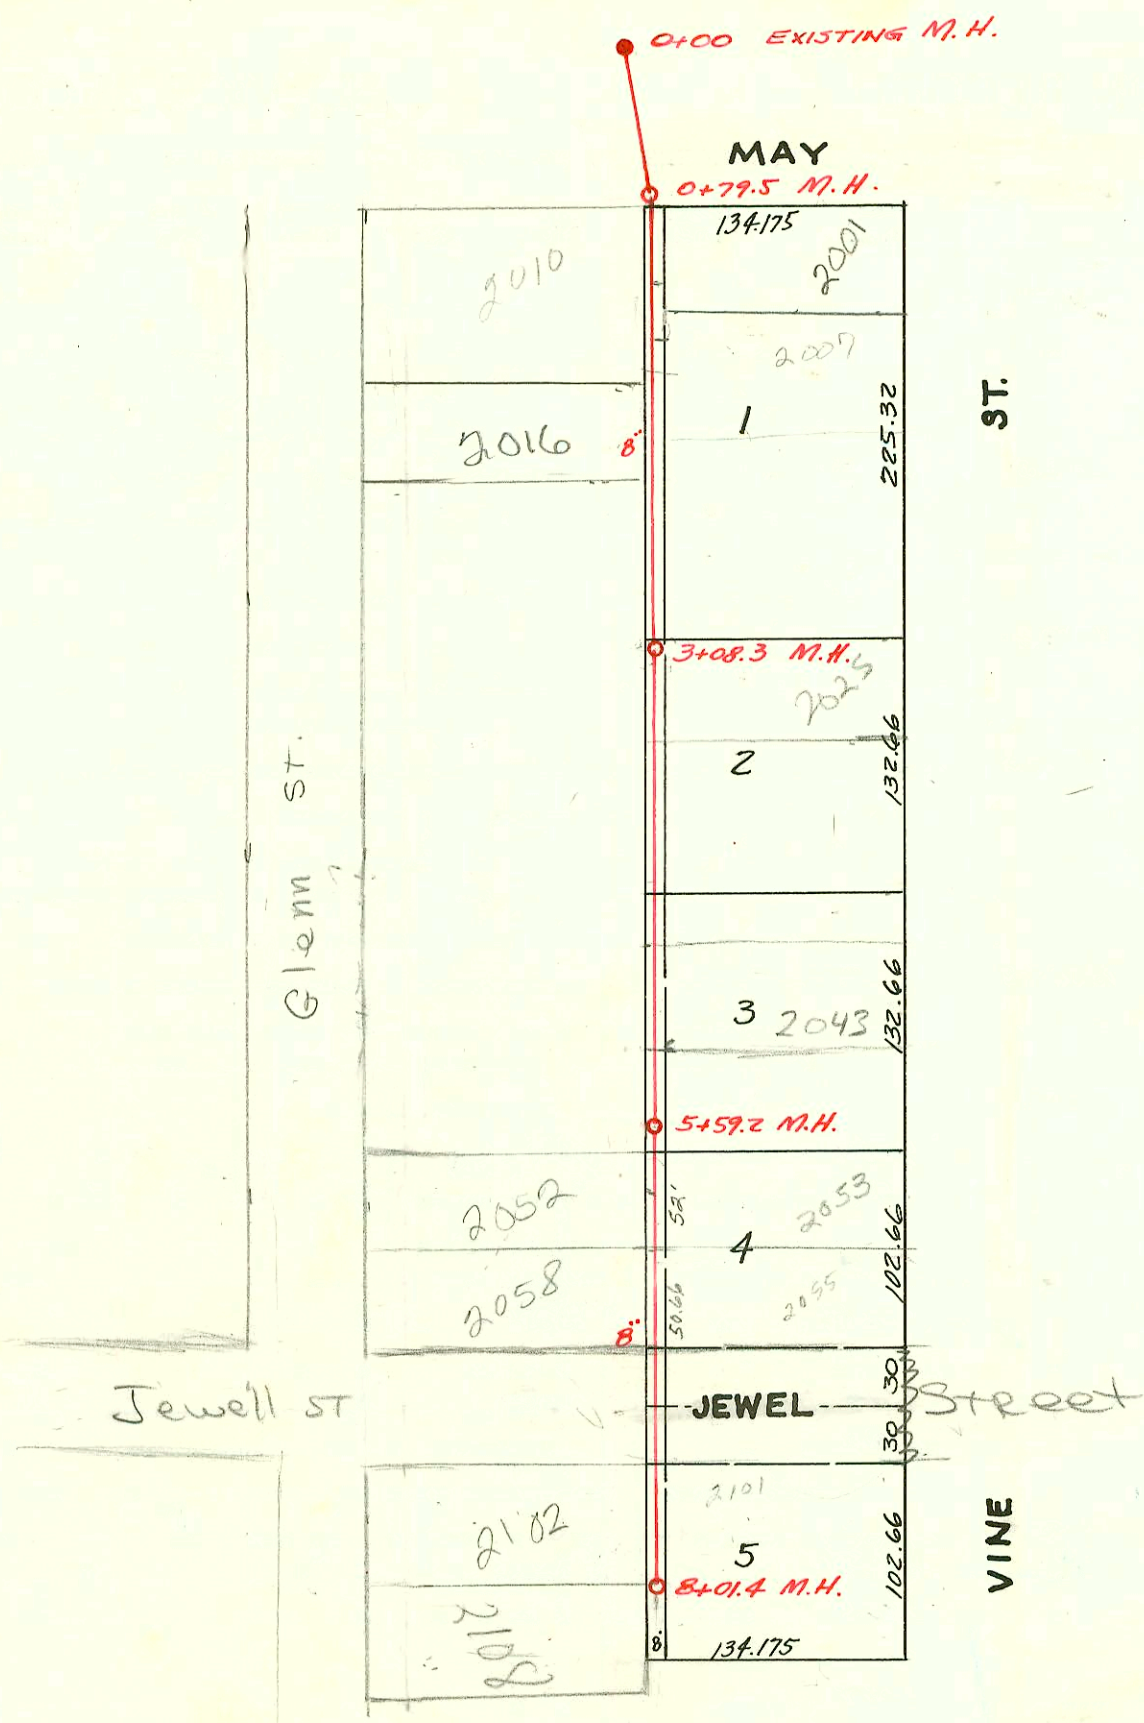 0+00 EXISTING M.H.
MAY
0+79.5 M.H.
134.175
2001
2010
2007
1
225.32
ST.
2016
8"
3+08.3 M.H.
2025
132.66
2
Glenn ST.
3
2043
132.66
5+59.2 M.H.
52'
2053
2052
4
102.66
2058
50.66
2055
8"
30
Jewell ST
JEWEL
Street
30
2101
2102
5
102.66
VINE
8+01.4 M.H.
2108
8'
134.175